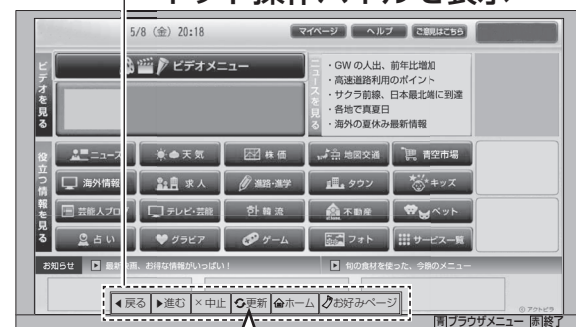 5/8 (金) 20:18
マイページ ヘルプ ご意見はこちら
ビデオを見る
ビデオメニュー
ニュースを見る
・GWの人出、前年比増加
・高速道路利用のポイント
・サクラ前線、日本最北端に到達
・各地で真夏日
・海外の夏休み最新情報
役立つ情報を見る
ニュース 天気 株価 地図交通 青空市場
海外情報 求人 進路・進学 タウン キッズ
芸能人ブログ テレビ・芸能 韓流 不動産 ペット
占い グラビア ゲーム フォト サービス一覧
お知らせ お得な情報がいっぱい! 旬の食材を使った、今晩のメニュー
戻る 進む ×中止 更新 ホーム お好みページ
© アクトビラ
青 ブラウザメニュー 赤 終了